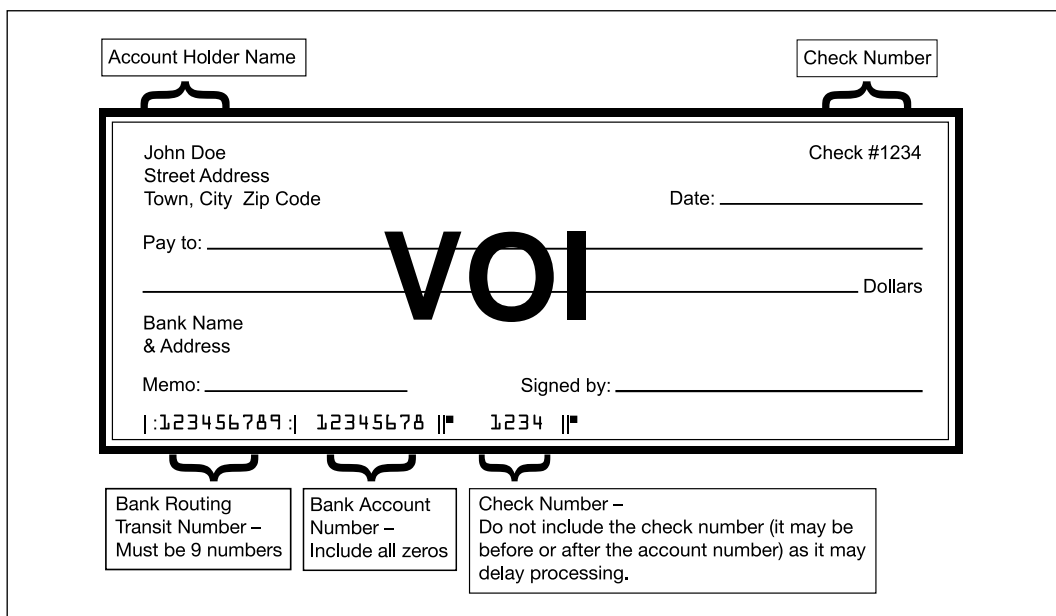 Account Holder Name
Check Number
John Doe
Check #1234
Street Address
Town, City  Zip Code
Date:
Pay to:
VOI
Dollars
Bank Name
& Address
Memo:
Signed by:
|:123456789:| 12345678 ||▪ 1234 ||▪
Bank Routing
Transit Number –
Must be 9 numbers
Bank Account
Number –
Include all zeros
Check Number –
Do not include the check number (it may be
before or after the account number) as it may
delay processing.